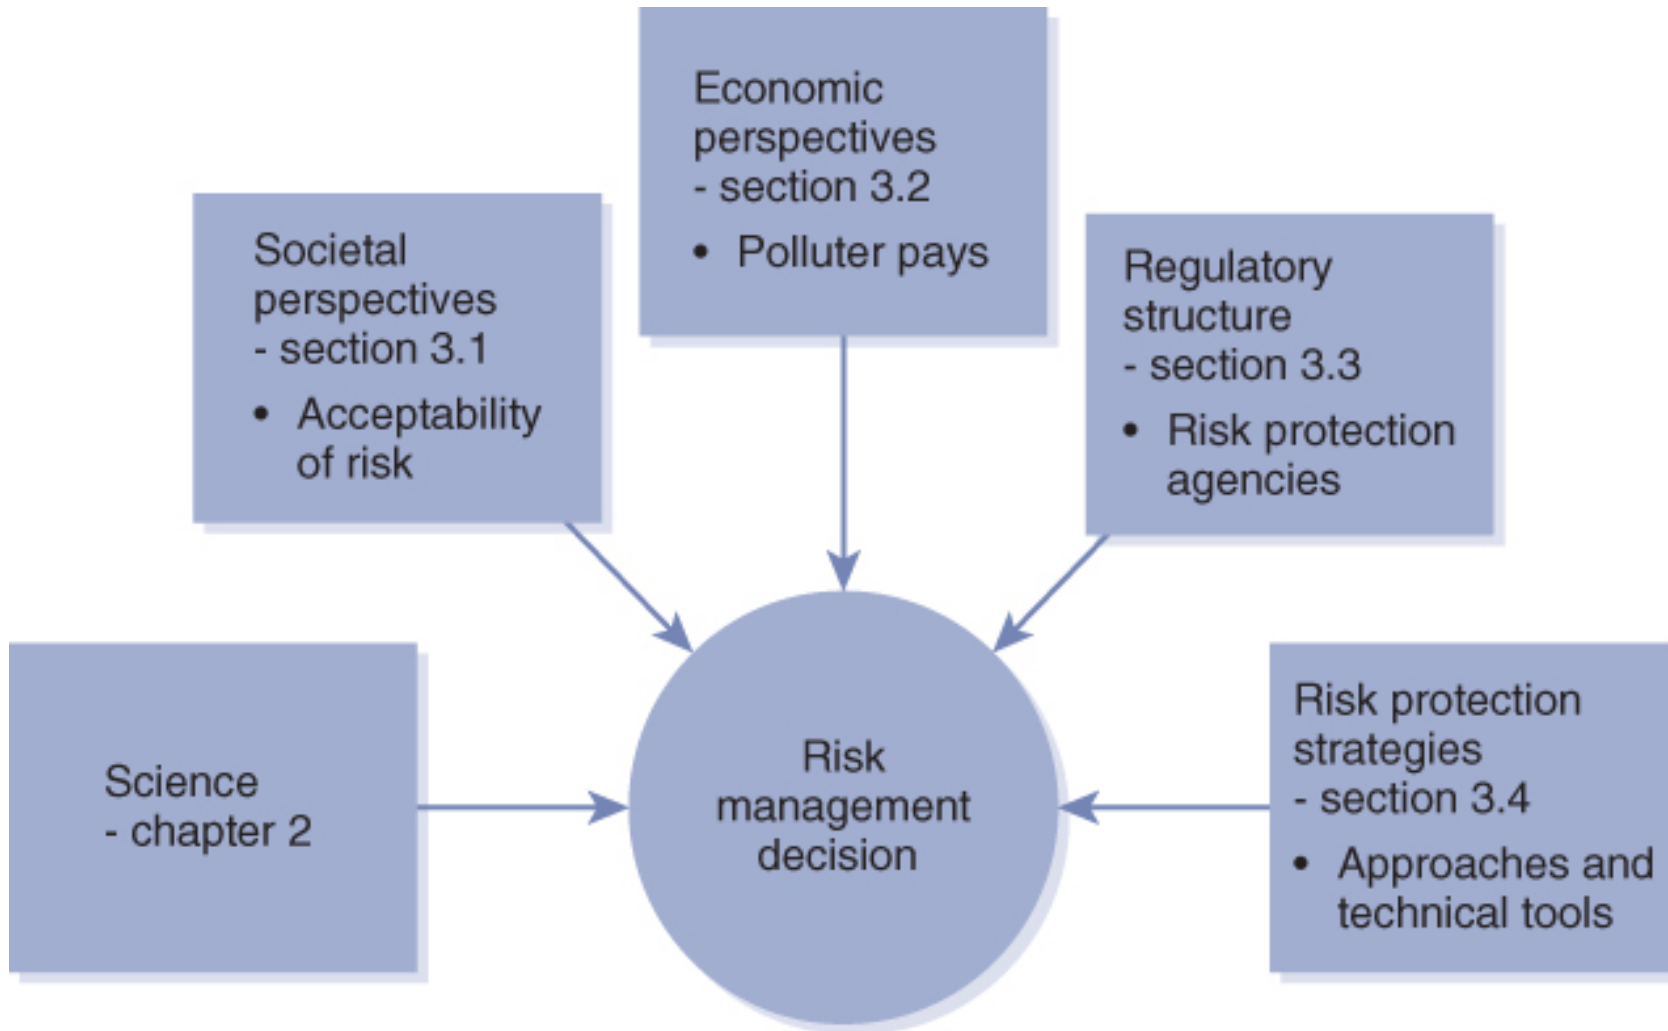 Economic
perspectives
- section 3.2
• Polluter pays
Societal
perspectives
- section 3.1
• Acceptability
of risk
Regulatory
structure
- section 3.3
• Risk protection
agencies
Science
- chapter 2
Risk
management
decision
Risk protection
strategies
- section 3.4
• Approaches and
technical tools